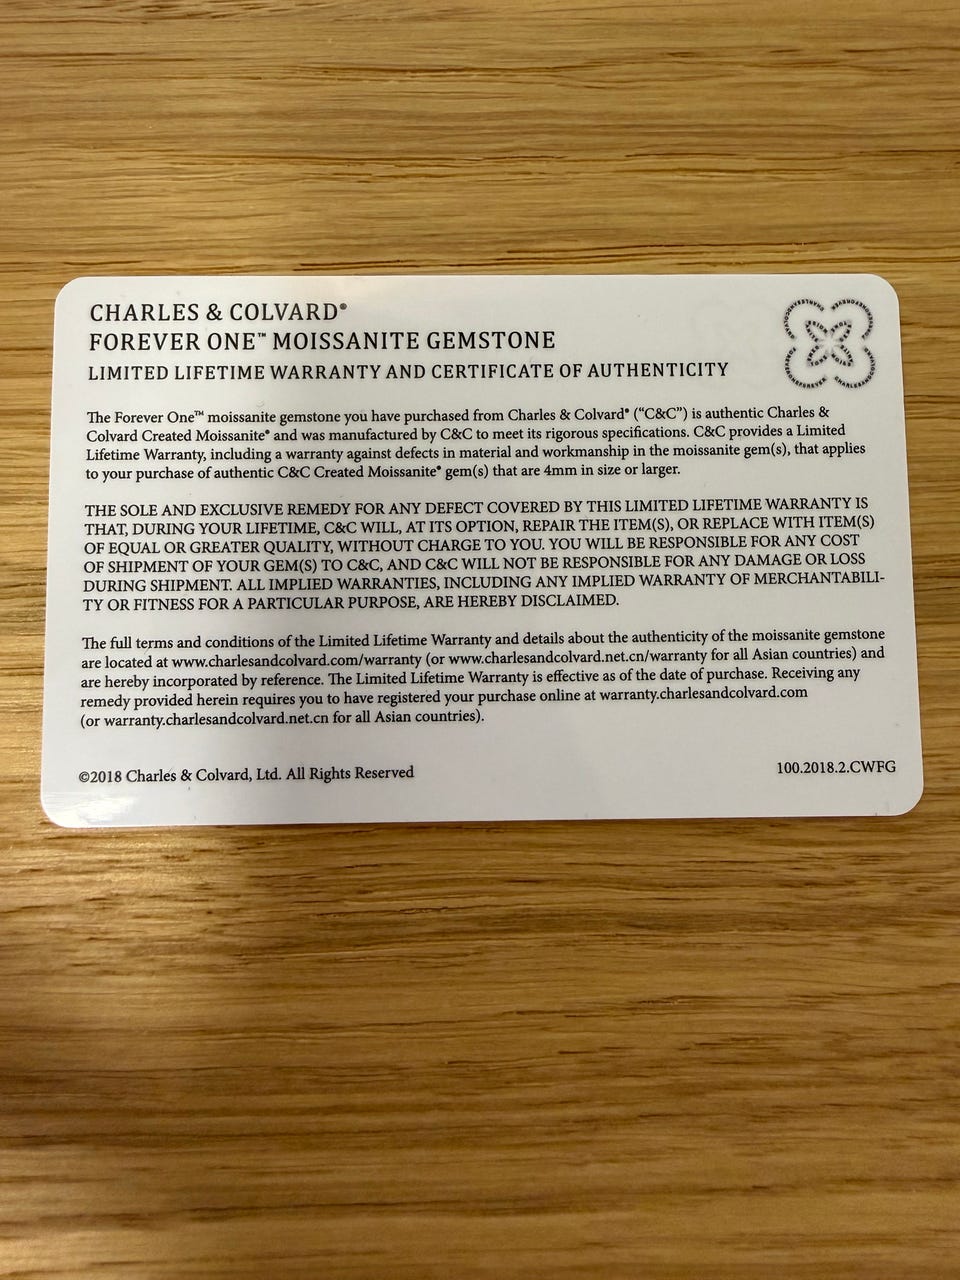 CHARLES & COLVARD®
FOREVER ONE™ MOISSANITE GEMSTONE
LIMITED LIFETIME WARRANTY AND CERTIFICATE OF AUTHENTICITY
The Forever One™ moissanite gemstone you have purchased from Charles & Colvard® (“C&C”) is authentic Charles &
Colvard Created Moissanite® and was manufactured by C&C to meet its rigorous specifications. C&C provides a Limited
Lifetime Warranty, including a warranty against defects in material and workmanship in the moissanite gem(s), that applies
to your purchase of authentic C&C Created Moissanite® gem(s) that are 4mm in size or larger.
THE SOLE AND EXCLUSIVE REMEDY FOR ANY DEFECT COVERED BY THIS LIMITED LIFETIME WARRANTY IS
THAT, DURING YOUR LIFETIME, C&C WILL, AT ITS OPTION, REPAIR THE ITEM(S), OR REPLACE WITH ITEM(S)
OF EQUAL OR GREATER QUALITY, WITHOUT CHARGE TO YOU. YOU WILL BE RESPONSIBLE FOR ANY COST
OF SHIPMENT OF YOUR GEM(S) TO C&C, AND C&C WILL NOT BE RESPONSIBLE FOR ANY DAMAGE OR LOSS
DURING SHIPMENT. ALL IMPLIED WARRANTIES, INCLUDING ANY IMPLIED WARRANTY OF MERCHANTABILI-
TY OR FITNESS FOR A PARTICULAR PURPOSE, ARE HEREBY DISCLAIMED.
The full terms and conditions of the Limited Lifetime Warranty and details about the authenticity of the moissanite gemstone
are located at www.charlesandcolvard.com/warranty (or www.charlesandcolvard.net.cn/warranty for all Asian countries) and
are hereby incorporated by reference. The Limited Lifetime Warranty is effective as of the date of purchase. Receiving any
remedy provided herein requires you to have registered your purchase online at warranty.charlesandcolvard.com
(or warranty.charlesandcolvard.net.cn for all Asian countries).
©2018 Charles & Colvard, Ltd. All Rights Reserved
100.2018.2.CWFG